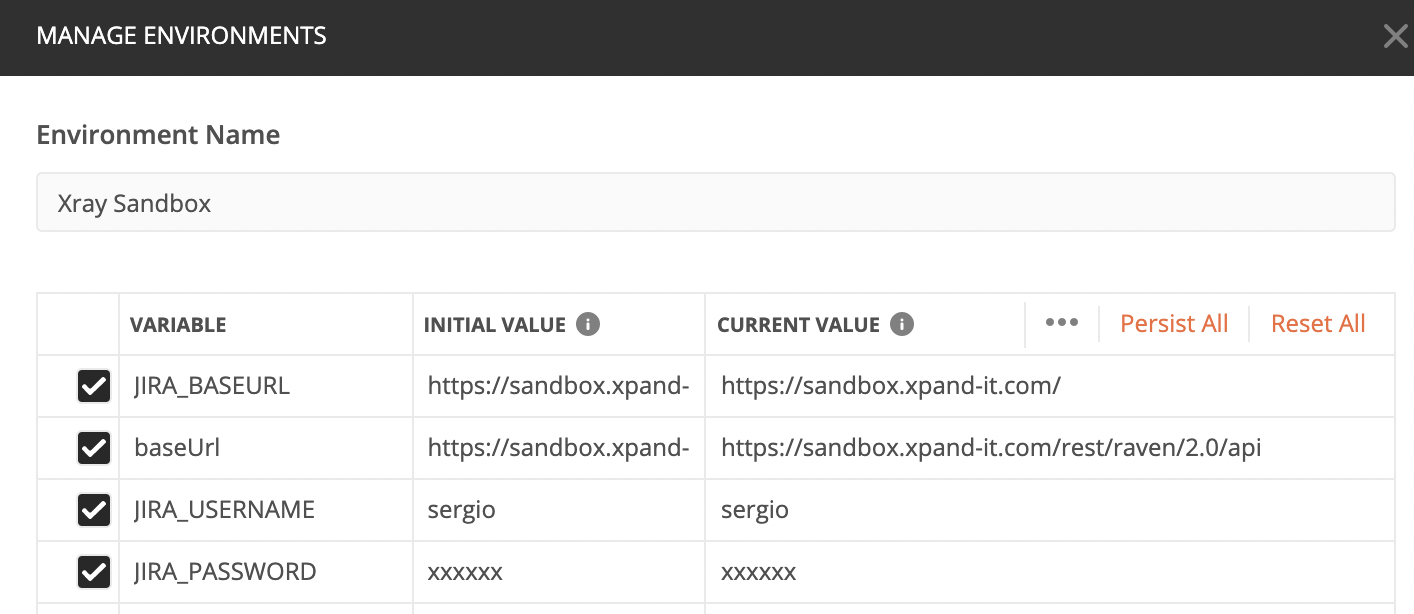 MANAGE ENVIRONMENTS
Environment Name
Xray Sandbox
VARIABLE INITIAL VALUE CURRENT VALUE ••• Persist All Reset All
JIRA_BASEURL https://sandbox.xpand- https://sandbox.xpand-it.com/
baseUrl https://sandbox.xpand- https://sandbox.xpand-it.com/rest/raven/2.0/api
JIRA_USERNAME sergio sergio
JIRA_PASSWORD xxxxxx xxxxxx